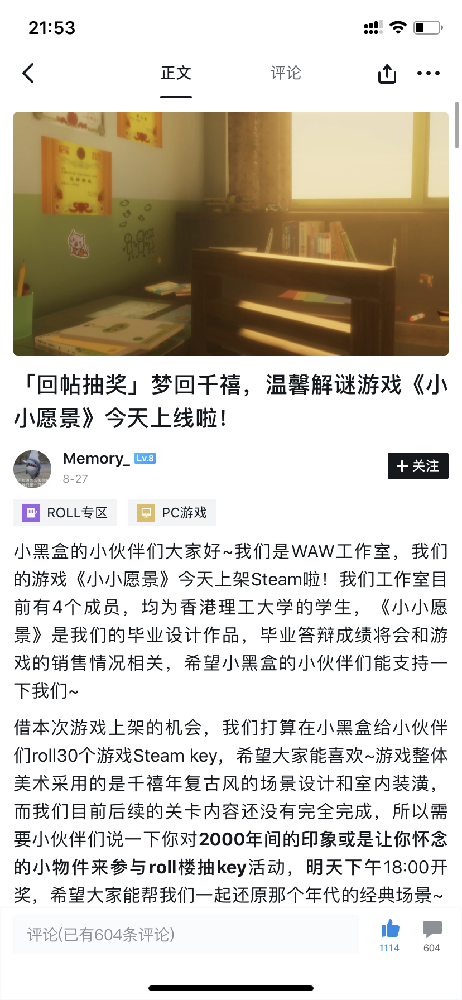 21:53
正文
评论
「回帖抽奖」梦回千禧，温馨解谜游戏《小
小愿景》今天上线啦！
Memory_ Lv.8
8-27
关注
ROLL专区
PC游戏
小黑盒的小伙伴们大家好~我们是WAW工作室，我们
的游戏《小小愿景》今天上架Steam啦！我们工作室目
前有4个成员，均为香港理工大学的学生，《小小愿
景》是我们的毕业设计作品，毕业答辩成绩将会和游
戏的销售情况相关，希望小黑盒的小伙伴们能支持一
下我们~
借本次游戏上架的机会，我们打算在小黑盒给小伙伴
们roll30个游戏Steam key，希望大家能喜欢~游戏整体
美术采用的是千禧年复古风的场景设计和室内装潢，
而我们目前后续的关卡内容还没有完全完成，所以需
要小伙伴们说一下你对2000年间的印象或是让你怀念
的小物件来参与roll楼抽key活动，明天下午18:00开
奖，希望大家能帮我们一起还原那个年代的经典场景~
评论(已有604条评论)
1114
604